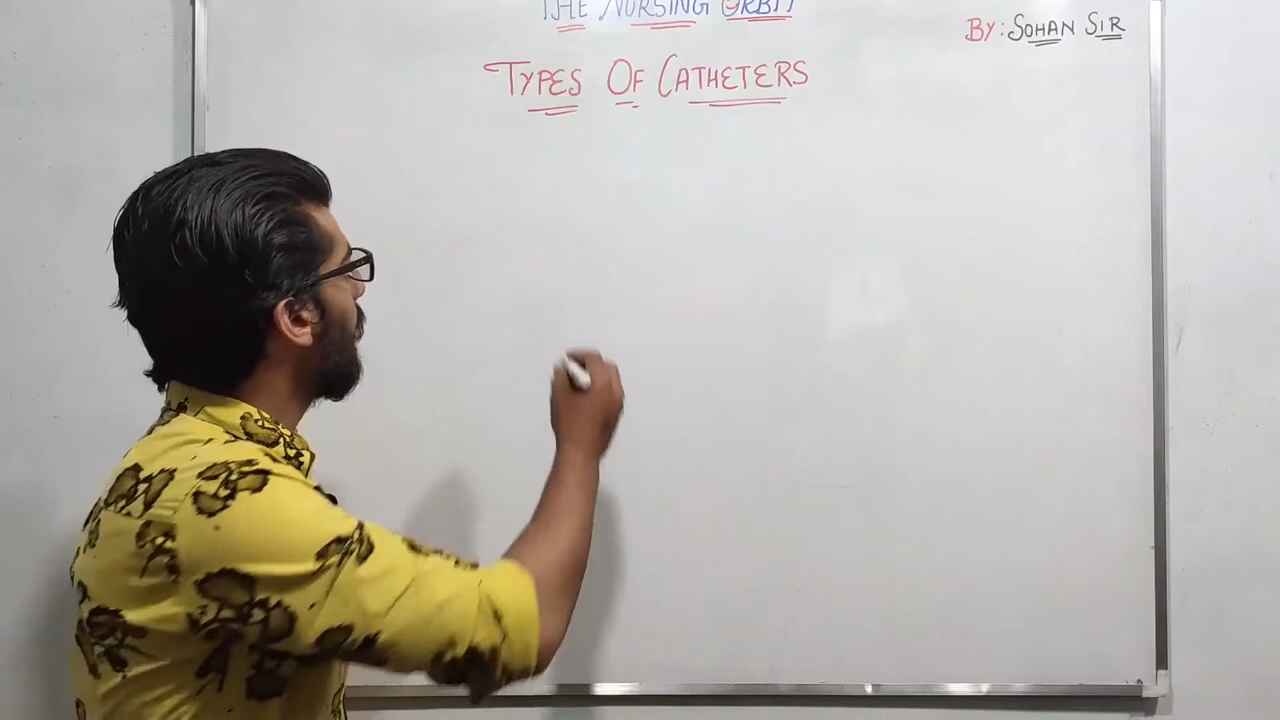 THE NURSING ORBIT
BY: SOHAN SIR
TYPES OF CATHETERS